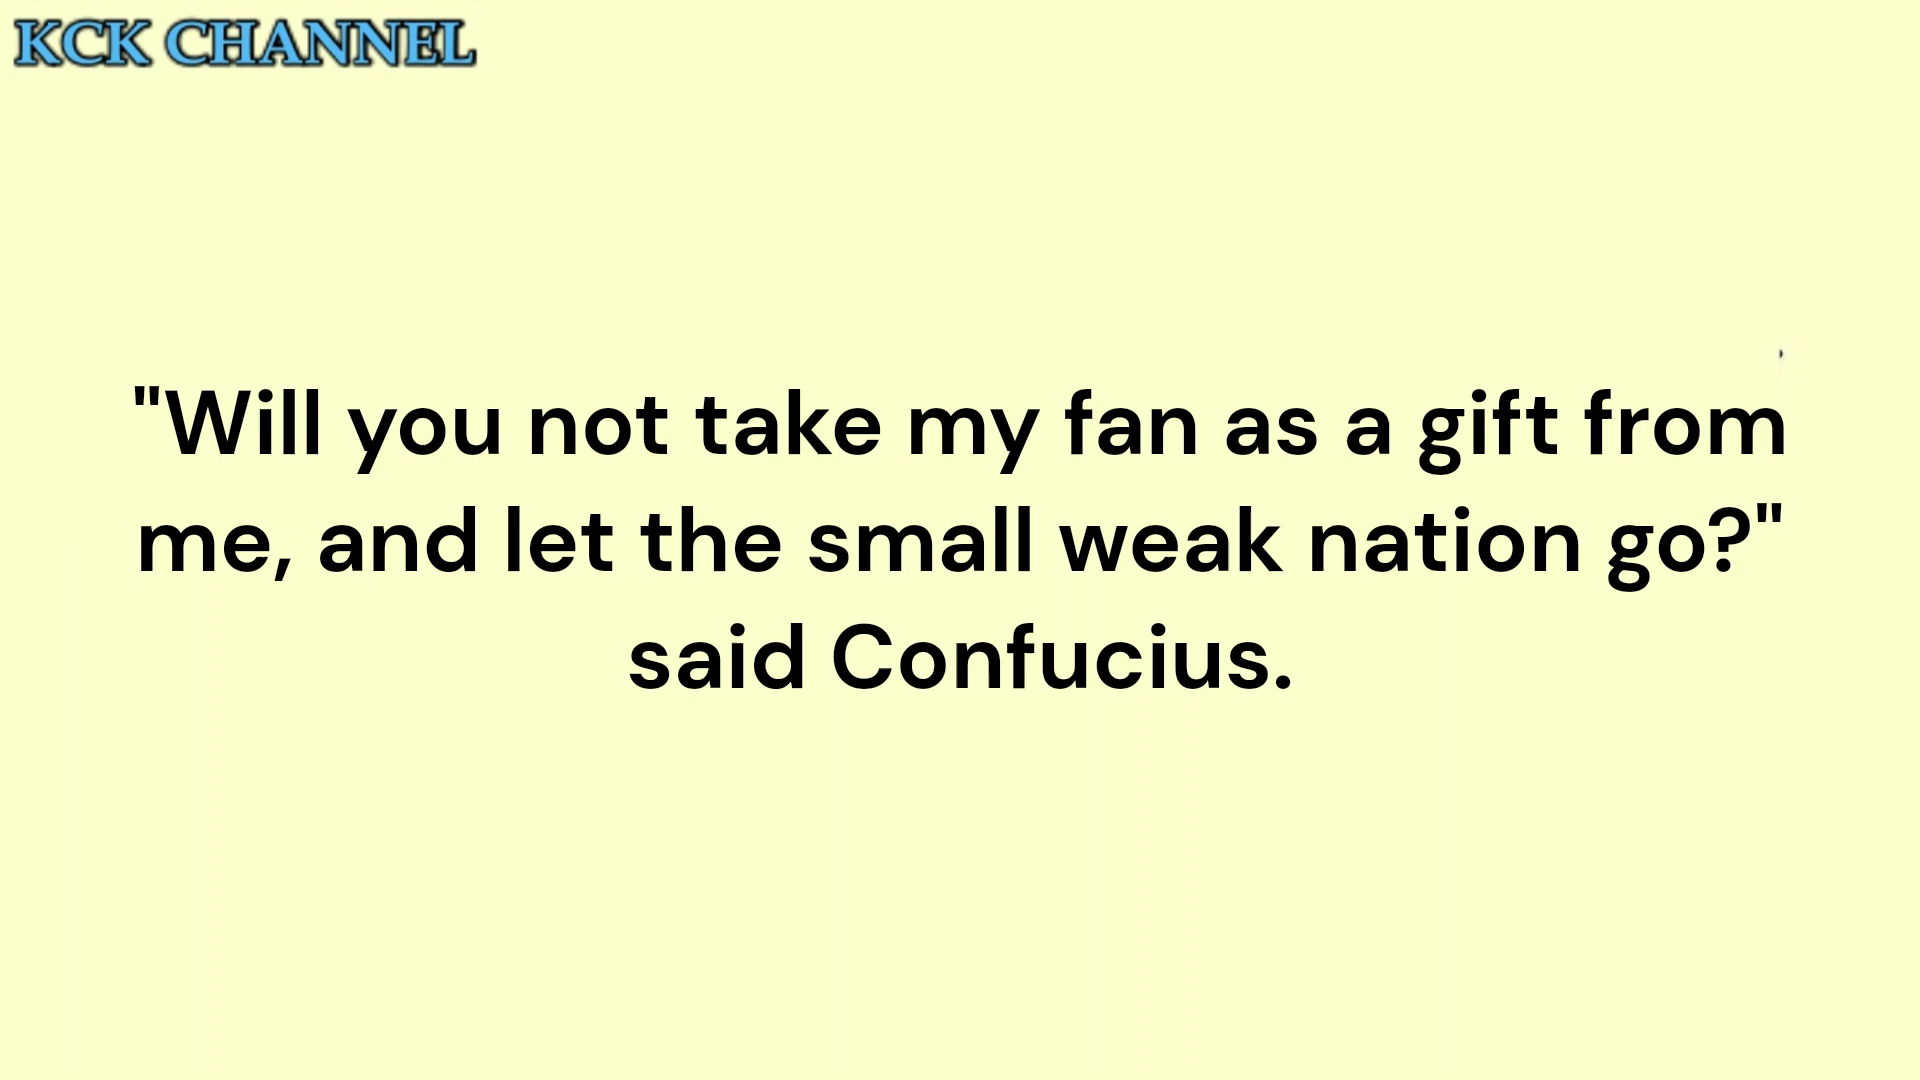 KCK CHANNEL
"Will you not take my fan as a gift from
me, and let the small weak nation go?"
said Confucius.